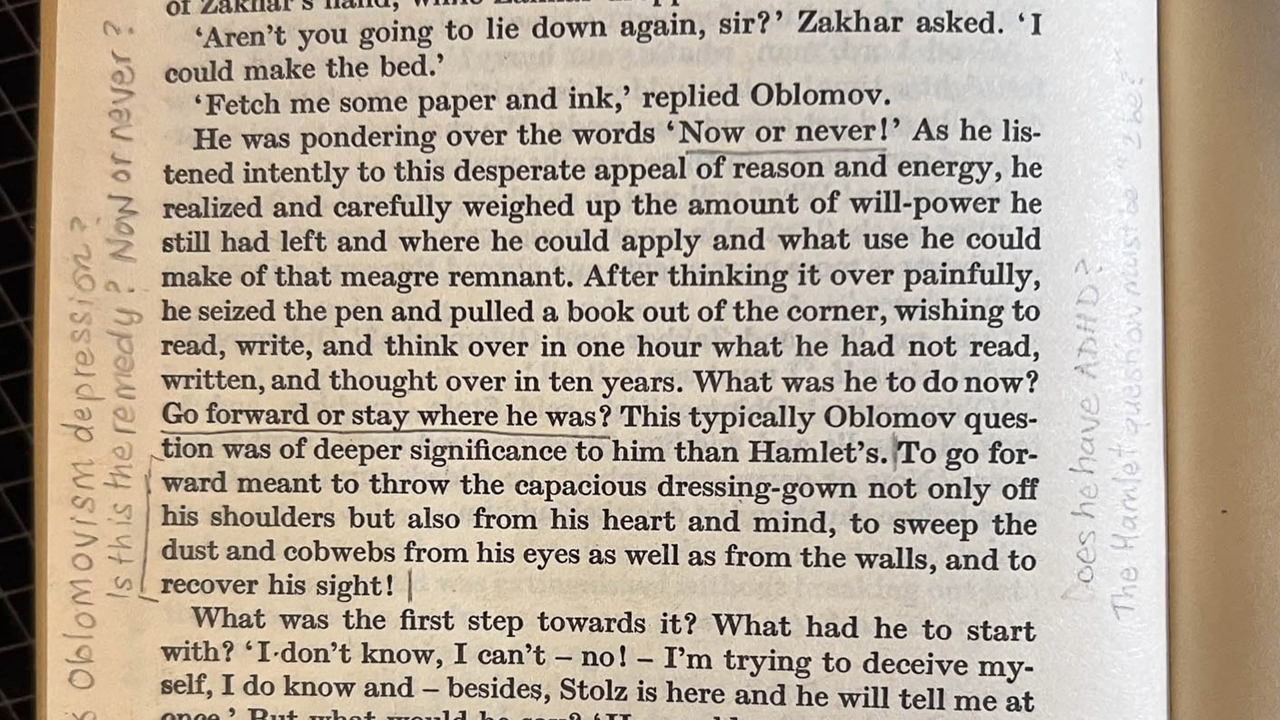 of Zakhar's hand,
'Aren't you going to lie down again, sir?' Zakhar asked. 'I
could make the bed.'
'Fetch me some paper and ink,' replied Oblomov.
He was pondering over the words 'Now or never!' As he lis-
tened intently to this desperate appeal of reason and energy, he
realized and carefully weighed up the amount of will-power he
still had left and where he could apply and what use he could
make of that meagre remnant. After thinking it over painfully,
he seized the pen and pulled a book out of the corner, wishing to
read, write, and think over in one hour what he had not read,
written, and thought over in ten years. What was he to do now?
Go forward or stay where he was? This typically Oblomov ques-
tion was of deeper significance to him than Hamlet's. To go for-
ward meant to throw the capacious dressing-gown not only off
his shoulders but also from his heart and mind, to sweep the
dust and cobwebs from his eyes as well as from the walls, and to
recover his sight!
What was the first step towards it? What had he to start
with? 'I don't know, I can't – no! – I'm trying to deceive my-
self, I do know and – besides, Stolz is here and he will tell me at
once.' But what would he say?
Oblomovism depression?
Is this the remedy? Now or never?
Does he have ADHD?
The Hamlet question must be "2 be?"